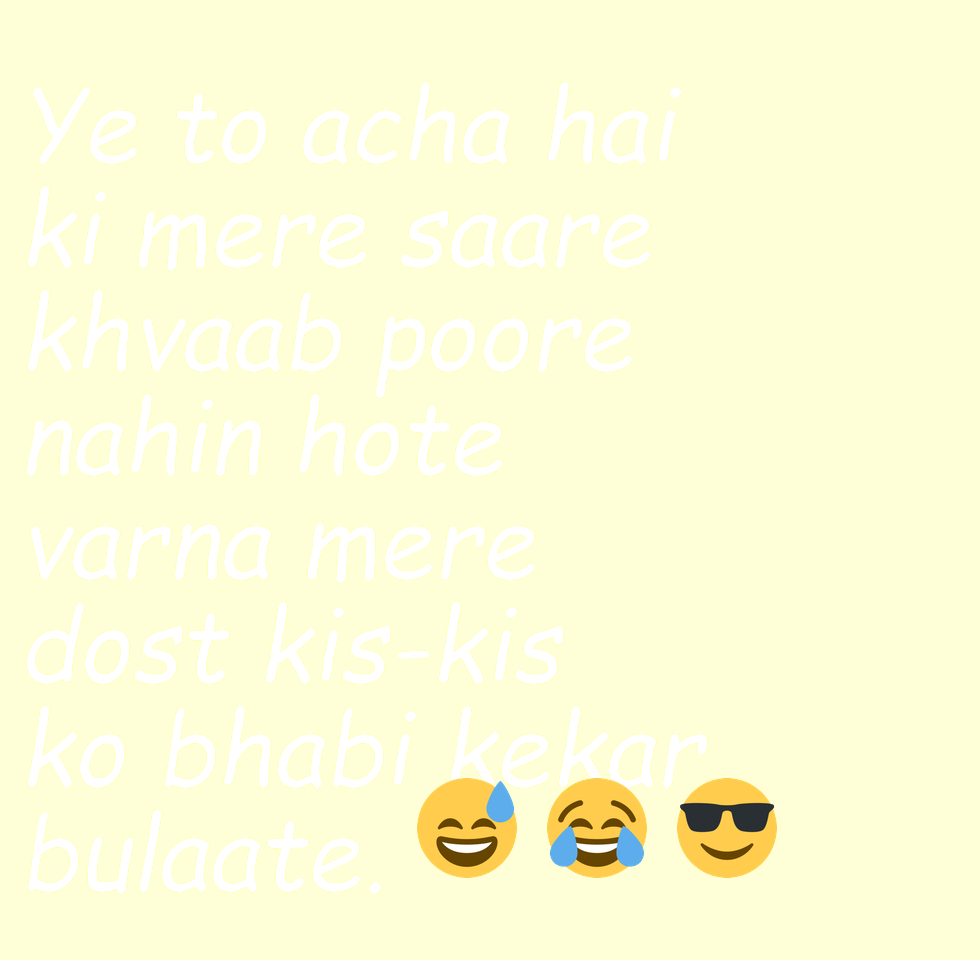 Ye to acha hai
ki mere saare
khvaab poore
nahin hote
varna mere
dost kis-kis
ko bhabi kekar
bulaate. 😅 😂 😎